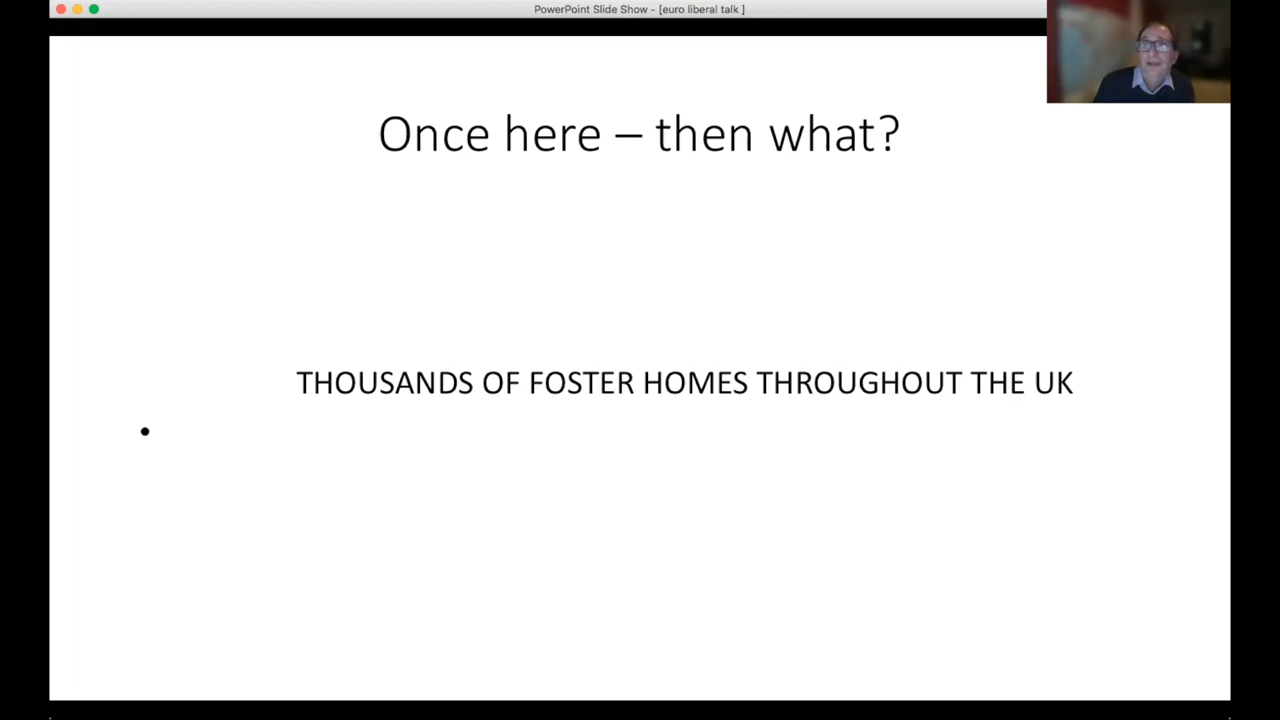 PowerPoint Slide Show - [euro liberal talk ]
Once here – then what?
THOUSANDS OF FOSTER HOMES THROUGHOUT THE UK
•